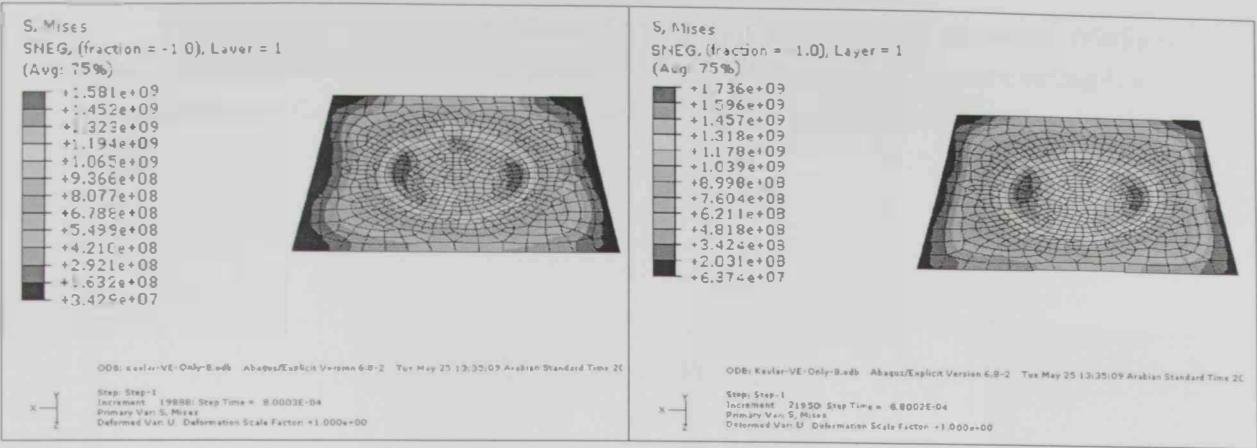 S, Mises
SNEG, (fraction = -1.0), Layer = 1
(Avg: 75%)
+1.581e+09
+1.452e+09
+1.323e+09
+1.194e+09
+1.065e+09
+9.366e+08
+8.077e+08
+6.788e+08
+5.499e+08
+4.210e+08
+2.921e+08
+1.632e+08
+3.429e+07
ODB: Kevlar-VE-Only-8.odb Abaqus/Explicit Version 6.8-2 Tue May 25 13:35:09 Arabian Standard Time 20
Step: Step-1
Increment 19888: Step Time = 8.0003E-04
Primary Var: S, Mises
Deformed Var: U Deformation Scale Factor: +1.000e+00
X
Y
Z
S, Mises
SNEG, (fraction = -1.0), Layer = 1
(Avg: 75%)
+1.736e+09
+1.596e+09
+1.457e+09
+1.318e+09
+1.178e+09
+1.039e+09
+8.998e+08
+7.604e+08
+6.211e+08
+4.818e+08
+3.424e+08
+2.031e+08
+6.374e+07
ODB: Kevlar-VE-Only-8.odb Abaqus/Explicit Version 6.8-2 Tue May 25 13:35:09 Arabian Standard Time 20
Step: Step-1
Increment 21950: Step Time = 6.8002E-04
Primary Var: S, Mises
Deformed Var: U Deformation Scale Factor: +1.000e+00
X
Y
Z